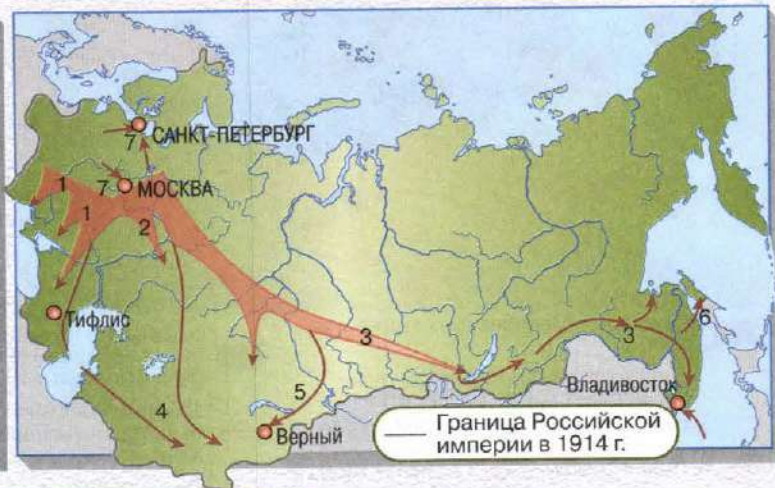 7 САНКТ-ПЕТЕРБУРГ
7 МОСКВА
1
1
2
Тифлис
3
3
6
4
5
Верный
Владивосток
Граница Российской
империи в 1914 г.